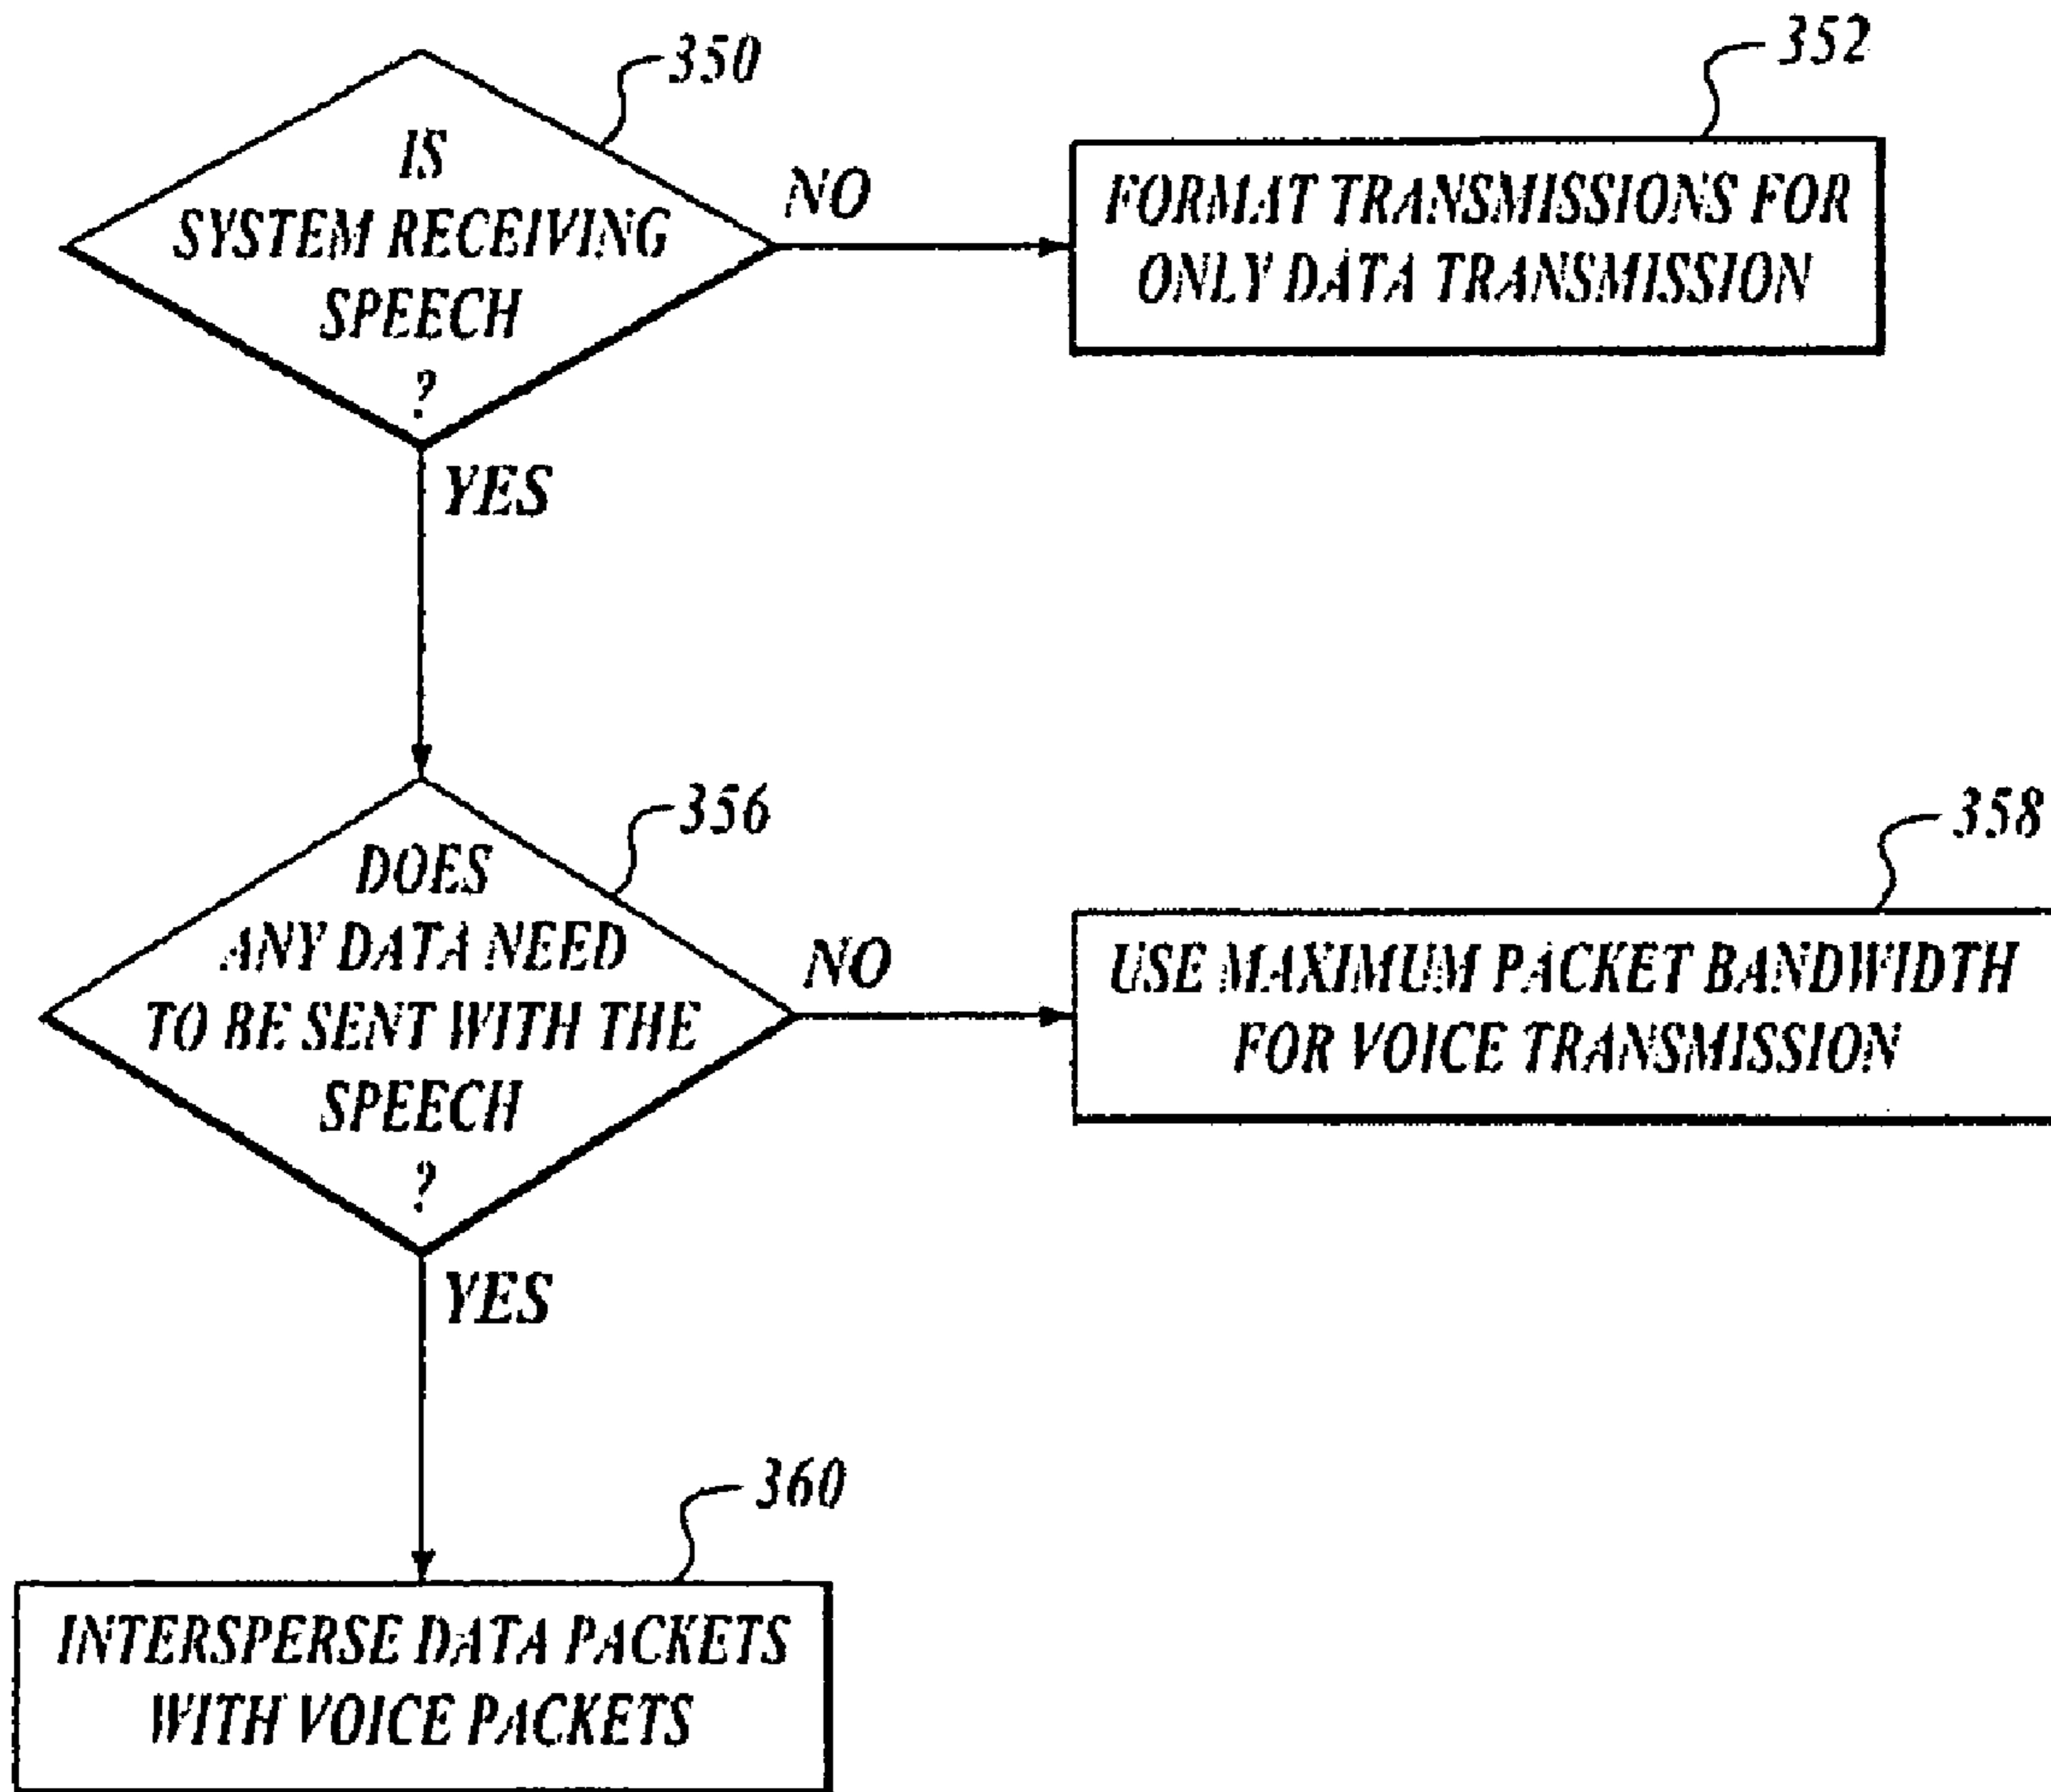 350
IS
SYSTEM RECEIVING
SPEECH
?
NO
352
FORMAT TRANSMISSIONS FOR
ONLY DATA TRANSMISSION
YES
356
DOES
ANY DATA NEED
TO BE SENT WITH THE
SPEECH
?
NO
358
USE MAXIMUM PACKET BANDWIDTH
FOR VOICE TRANSMISSION
YES
360
INTERSPERSE DATA PACKETS
WITH VOICE PACKETS